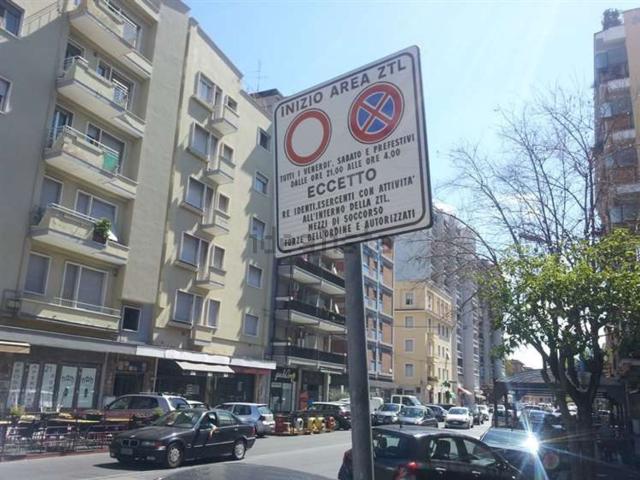 INIZIO AREA ZTL
TUTTI I VENERDI', SABATO E PREFESTIVI
DALLE ORE 21.00 ALLE ORE 4.00
ECCETTO
RE IDENTI,ESERCENTI CON ATTIVITA'
ALL'INTERNO DELLA ZTL.
MEZZI DI SOCCORSO
FORZE DELL'ORDINE E AUTORIZZATI